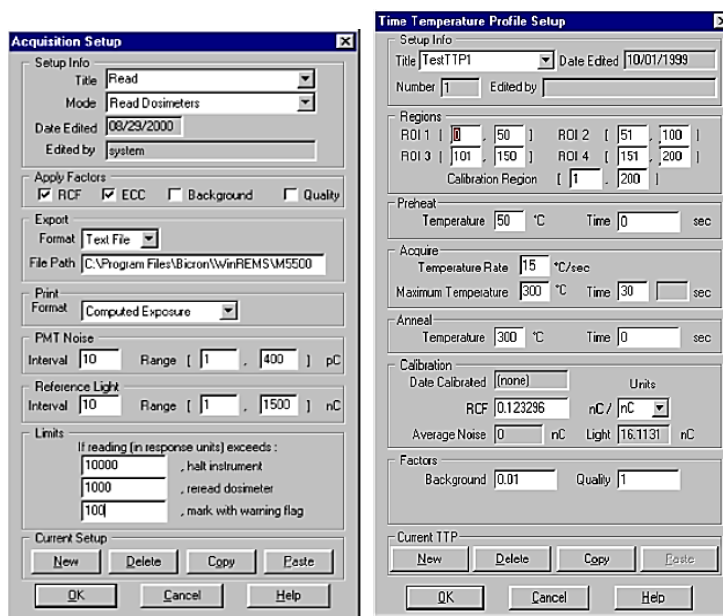 Acquisition Setup
Setup Info
Title Read
Mode Read Dosimeters
Date Edited 08/29/2000
Edited by system
Apply Factors
RCF ECC Background Quality
Export
Format Text File
File Path C:\Program Files\Bicron\WinREMS\M5500
Print
Format Computed Exposure
PMT Noise
Interval 10 Range [ 1 , 400 ] pC
Reference Light
Interval 10 Range [ 1 , 1500 ] nC
Limits
If reading (in response units) exceeds :
10000 , halt instrument
1000 , reread dosimeter
100 , mark with warning flag
Current Setup
New Delete Copy Paste
OK Cancel Help
Time Temperature Profile Setup
Setup Info
Title TestTTP1 Date Edited 10/01/1999
Number 1 Edited by
Regions
ROI 1 [ 1 , 50 ] ROI 2 [ 51 , 100 ]
ROI 3 [ 101 , 150 ] ROI 4 [ 151 , 200 ]
Calibration Region [ 1 , 200 ]
Preheat
Temperature 50 °C Time 0 sec
Acquire
Temperature Rate 15 °C/sec
Maximum Temperature 300 °C Time 30 sec
Anneal
Temperature 300 °C Time 0 sec
Calibration
Date Calibrated (none) Units
RCF 0.123296 nC / nC
Average Noise 0 nC Light 16.1131 nC
Factors
Background 0.01 Quality 1
Current TTP
New Delete Copy Paste
OK Cancel Help